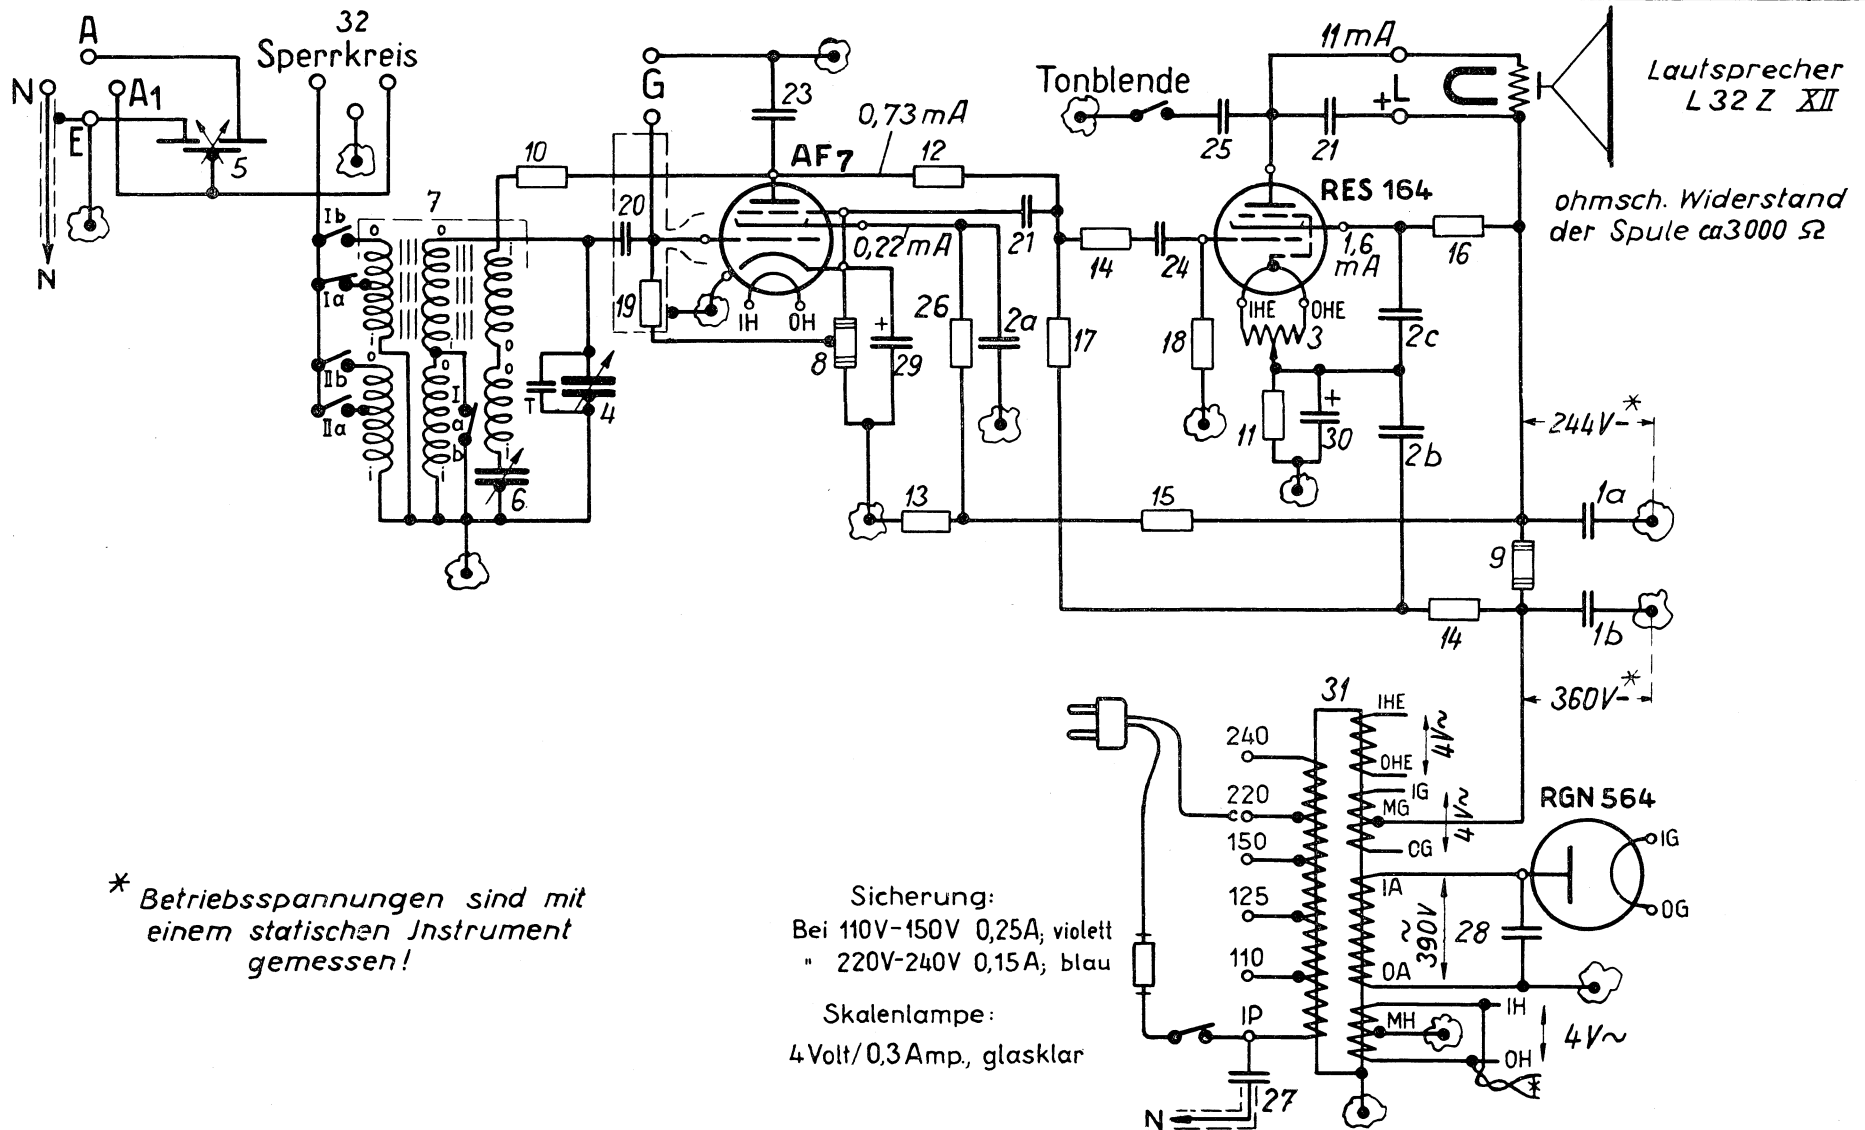 A
32
Sperrkreis
N
A1
E
5
N
G
23
AF7
0,73 mA
10
12
20
19
IH
OH
0,22 mA
21
8
29
26
2a
17
7
Ib
Ia
IIb
IIa
o
o
o
o
o
i
i
i
I
a
b
T
4
6
Tonblende
25
21
11 mA
+L
Lautsprecher
L 32 Z XII
ohmsch. Widerstand
der Spule ca 3000 Ω
RES 164
14
24
18
1,6
mA
16
IHE
OHE
3
2c
11
30
2b
+
+
244V-*
13
15
1a
9
14
1b
360V-*
31
240
220
150
125
110
IP
27
N
IHE
OHE
4V~
IG
MG
OG
4V~
RGN 564
IG
OG
IA
~390V
OA
28
IH
MH
OH
4V~
* Betriebsspannungen sind mit
einem statischen Jnstrument
gemessen!
Sicherung:
Bei 110V-150V 0,25A; violett
" 220V-240V 0,15A; blau
Skalenlampe:
4 Volt/0,3 Amp., glasklar